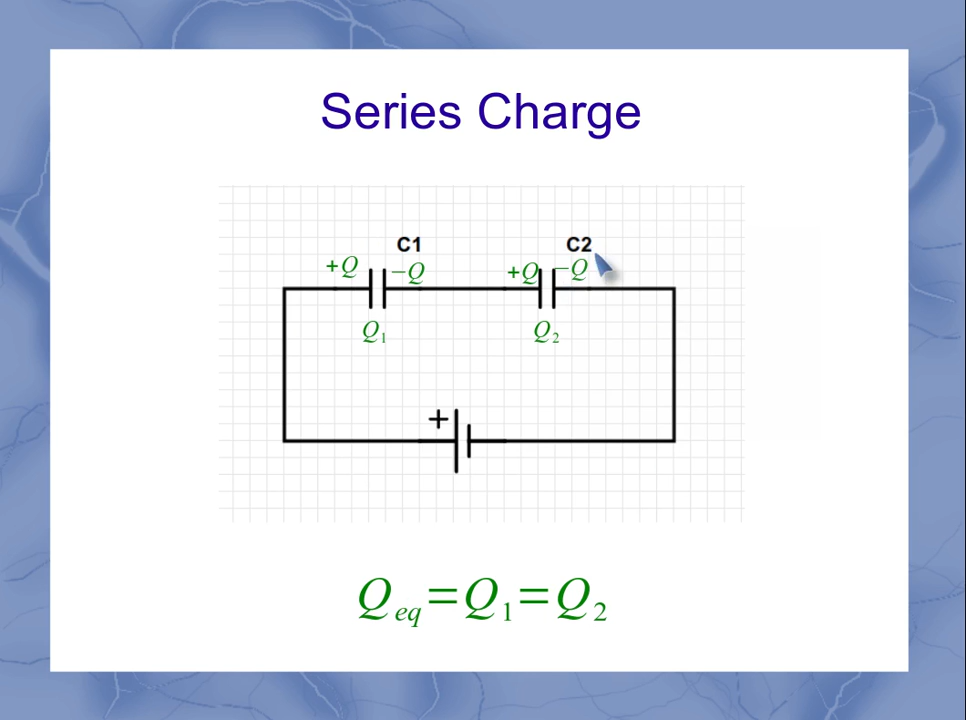 Series Charge
C1 C2
+Q −Q +Q −Q
Q₁ Q₂
+
Q_eq=Q₁=Q₂